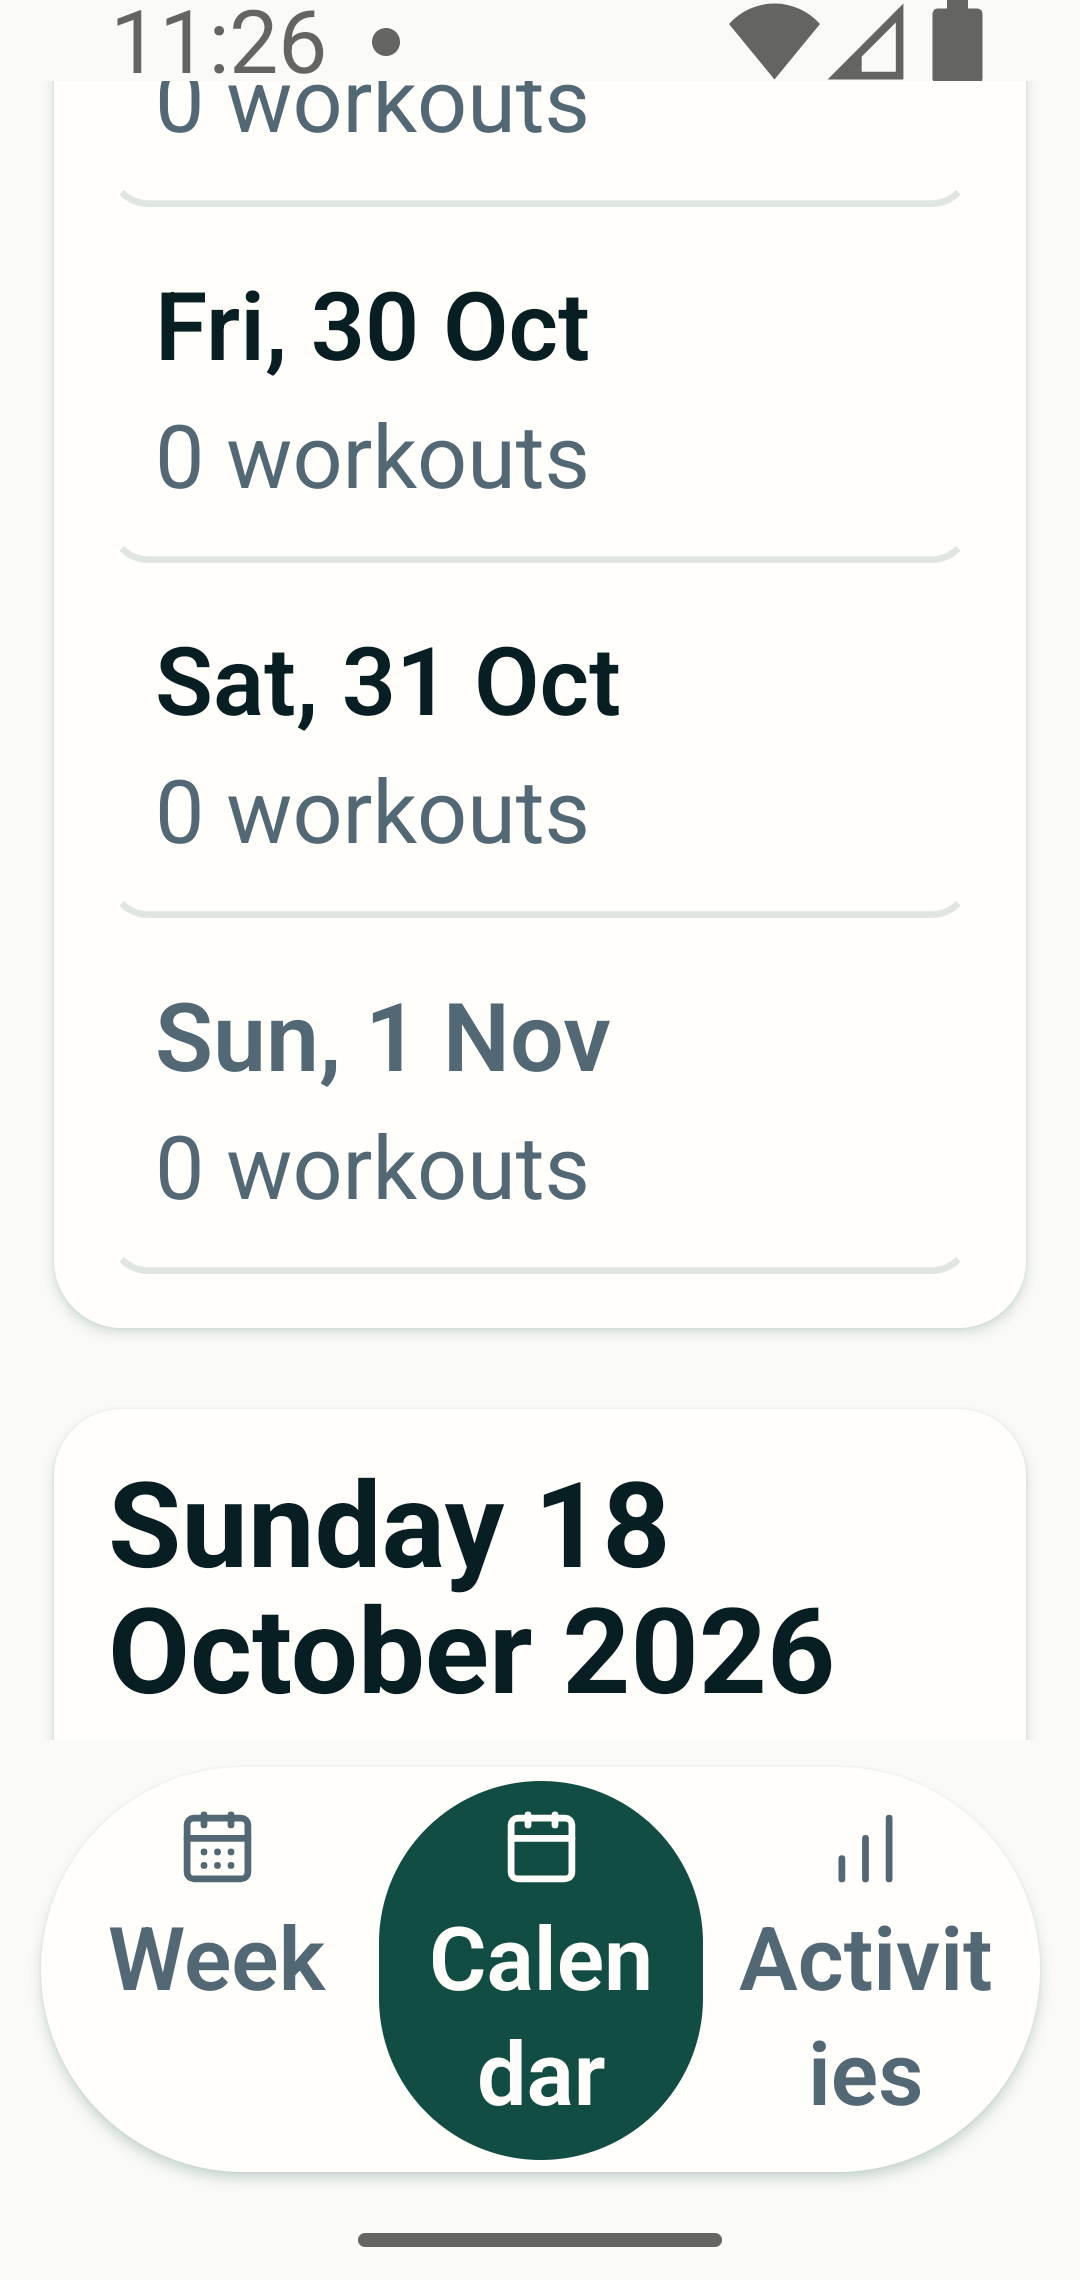 11:26
0 workouts
Fri, 30 Oct
0 workouts
Sat, 31 Oct
0 workouts
Sun, 1 Nov
0 workouts
Sunday 18
October 2026
Week
Calen
dar
Activit
ies